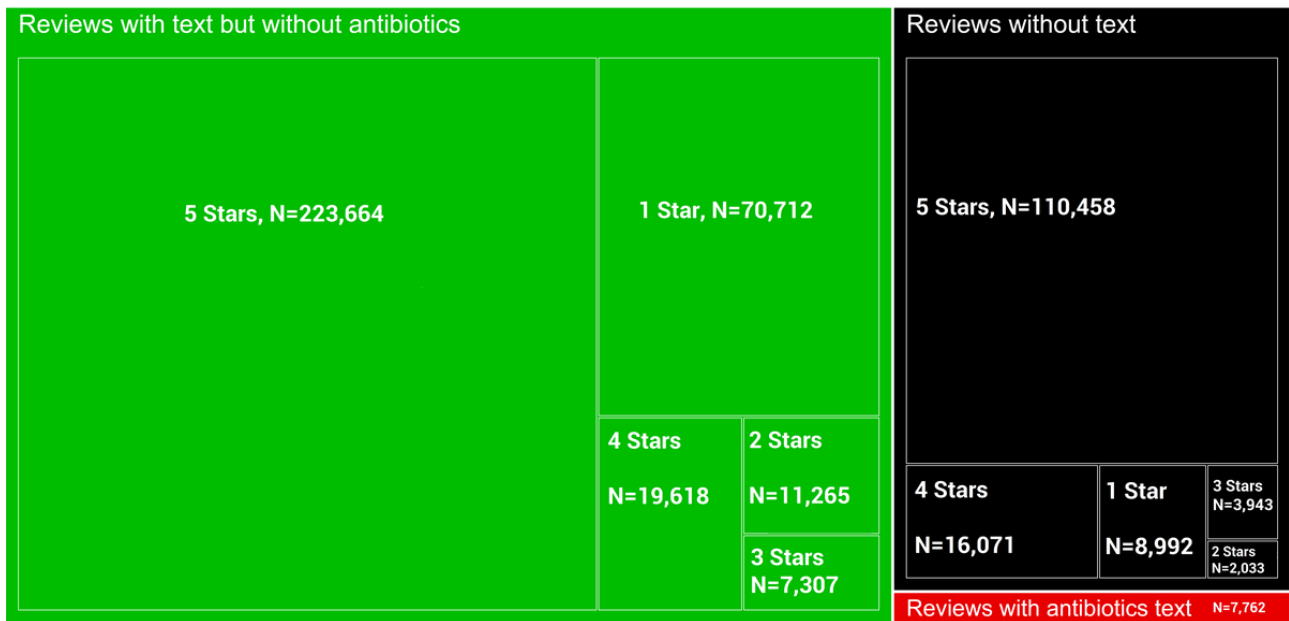 Reviews with text but without antibiotics
5 Stars, N=223,664
1 Star, N=70,712
4 Stars
N=19,618
2 Stars
N=11,265
3 Stars
N=7,307
Reviews without text
5 Stars, N=110,458
4 Stars
N=16,071
1 Star
N=8,992
3 Stars
N=3,943
2 Stars
N=2,033
Reviews with antibiotics text N=7,762